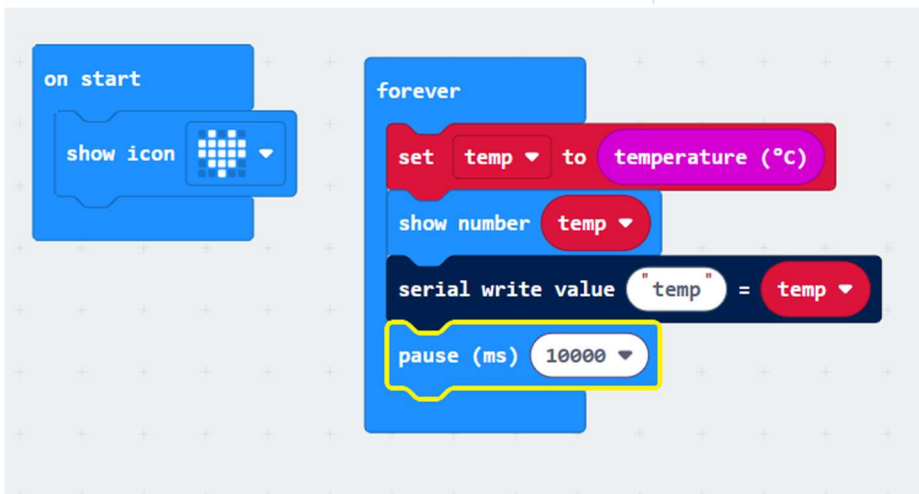 on start
show icon
forever
set temp to temperature (°C)
show number temp
serial write value "temp" = temp
pause (ms) 10000